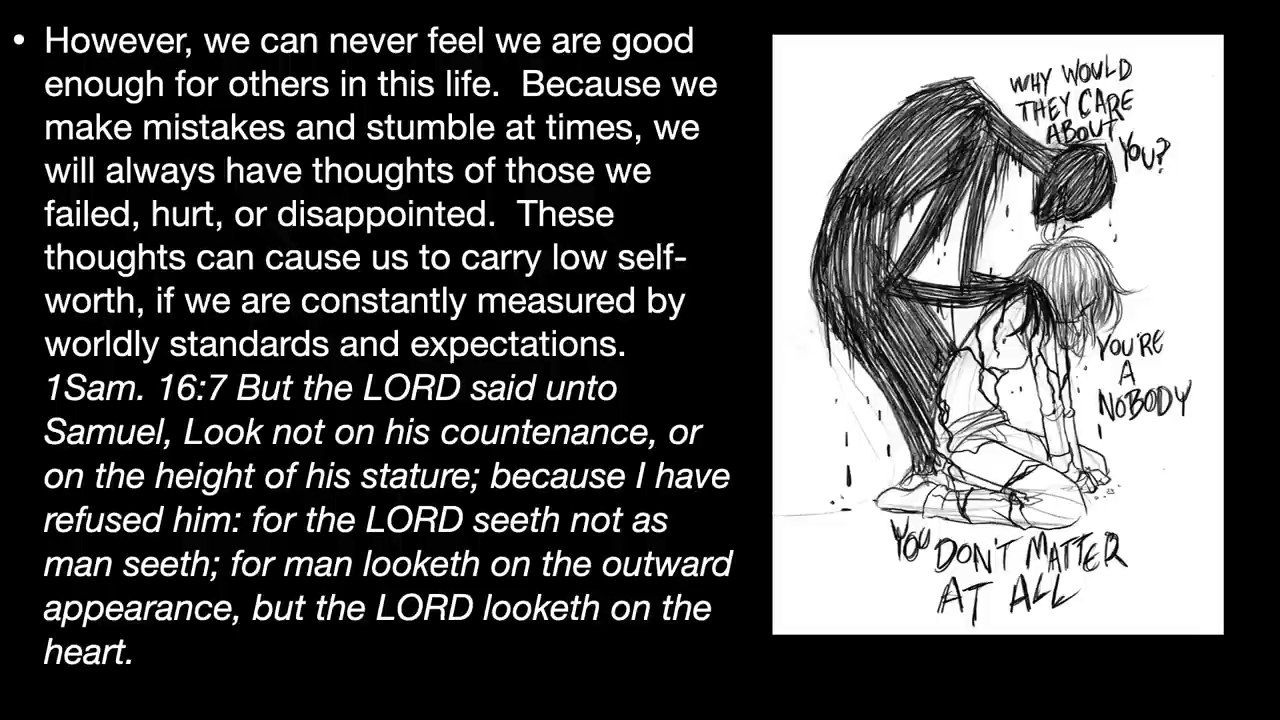 • However, we can never feel we are good
enough for others in this life.  Because we
make mistakes and stumble at times, we
will always have thoughts of those we
failed, hurt, or disappointed.  These
thoughts can cause us to carry low self-
worth, if we are constantly measured by
worldly standards and expectations.
1Sam. 16:7 But the LORD said unto
Samuel, Look not on his countenance, or
on the height of his stature; because I have
refused him: for the LORD seeth not as
man seeth; for man looketh on the outward
appearance, but the LORD looketh on the
heart.
WHY WOULD
THEY CARE
ABOUT
YOU?
YOU'RE
A
NOBODY
YOU DON'T MATTER
AT ALL